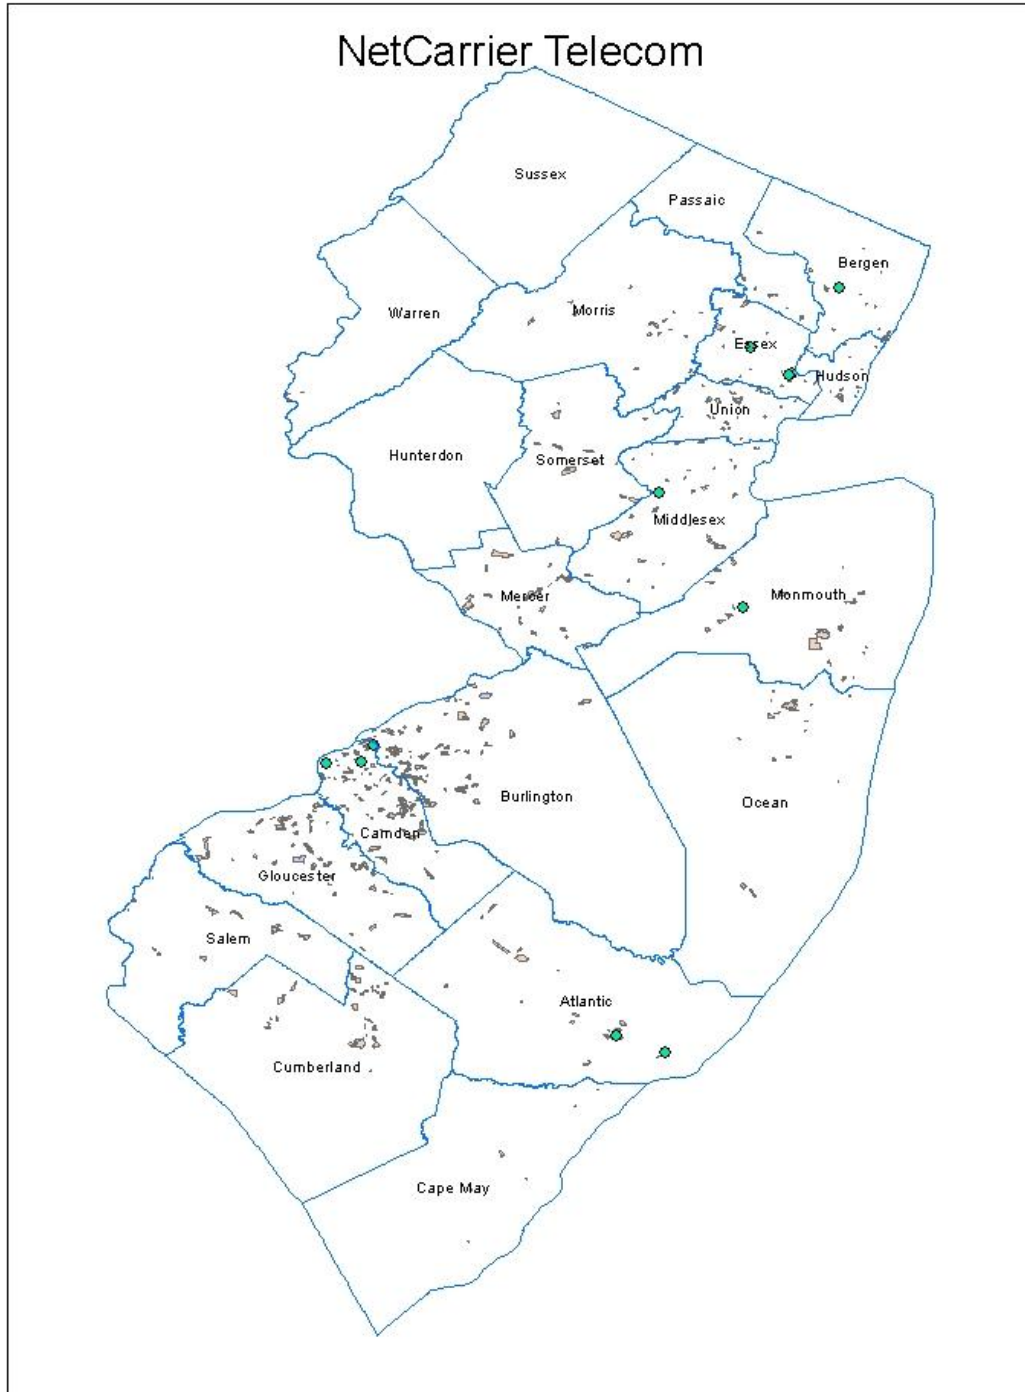 NetCarrier Telecom
Sussex
Passaic
Bergen
Warren
Morris
Essex
Hudson
Union
Hunterdon
Somerset
Middlesex
Mercer
Monmouth
Burlington
Ocean
Camden
Gloucester
Salem
Atlantic
Cumberland
Cape May